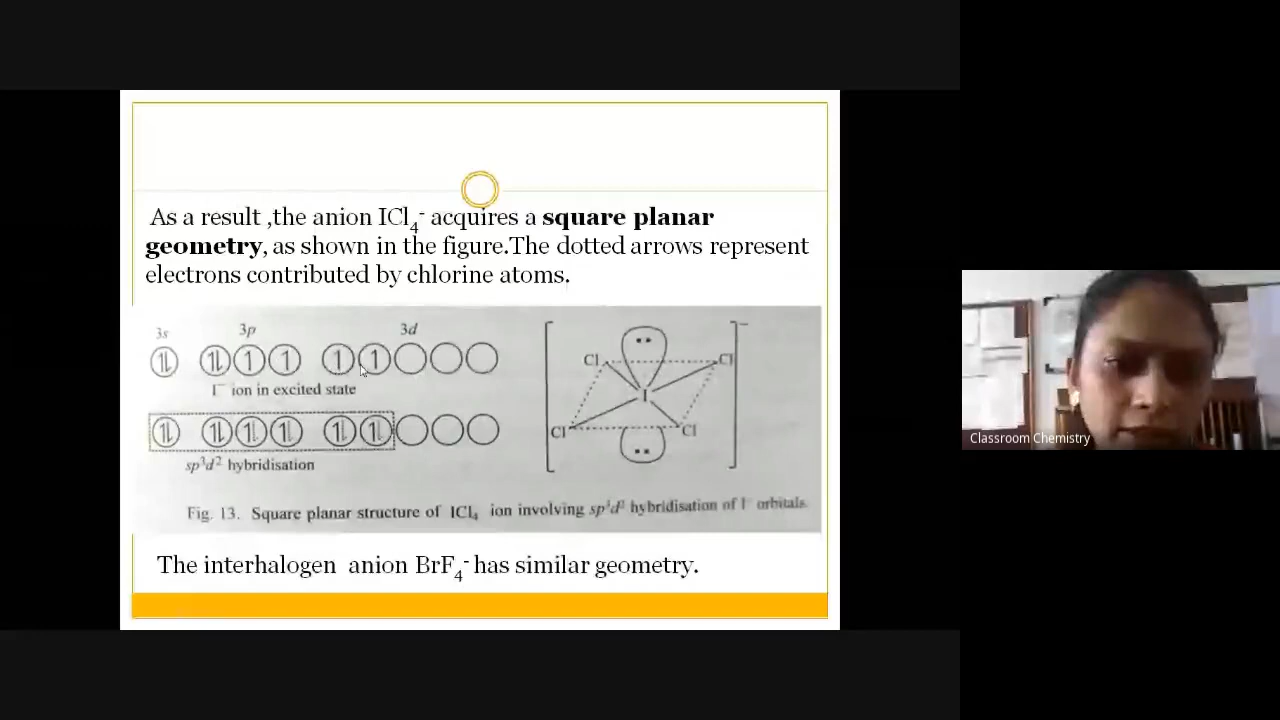 As a result ,the anion ICl4- acquires a square planar
geometry, as shown in the figure.The dotted arrows represent
electrons contributed by chlorine atoms.
3s 3p 3d
I- ion in excited state
sp3d2 hybridisation
Cl Cl
I
Cl Cl
Fig. 13. Square planar structure of ICl4 ion involving sp3d2 hybridisation of I- orbitals.
The interhalogen anion BrF4- has similar geometry.
Classroom Chemistry